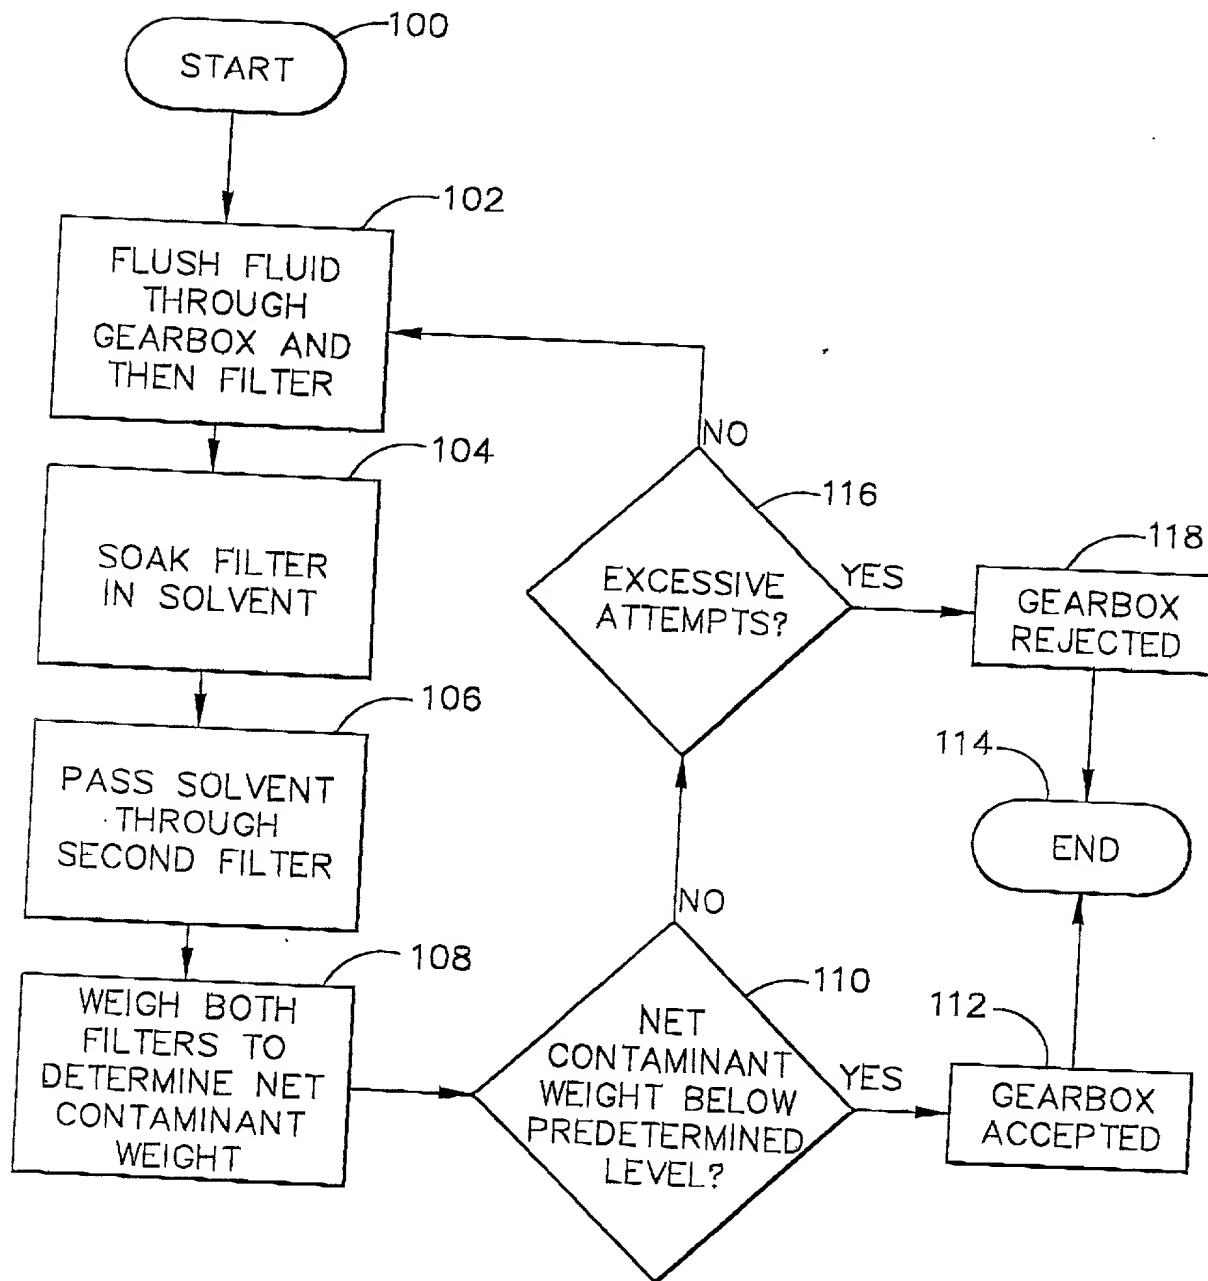 100
START
102
FLUSH FLUID
THROUGH
GEARBOX AND
THEN FILTER
104
SOAK FILTER
IN SOLVENT
106
PASS SOLVENT
THROUGH
SECOND FILTER
108
WEIGH BOTH
FILTERS TO
DETERMINE NET
CONTAMINANT
WEIGHT
110
NET
CONTAMINANT
WEIGHT BELOW
PREDETERMINED
LEVEL?
YES
112
GEARBOX
ACCEPTED
NO
116
EXCESSIVE
ATTEMPTS?
NO
YES
118
GEARBOX
REJECTED
114
END